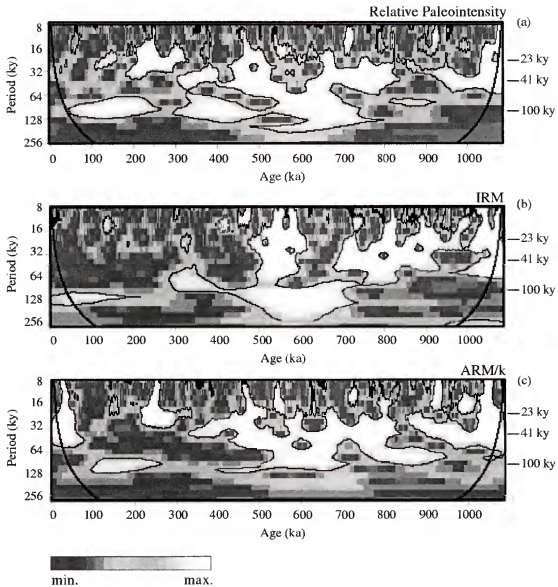 Relative Paleointensity
(a)
8
16
32
64
128
256
Period (ky)
23 ky
41 ky
100 ky
0 100 200 300 400 500 600 700 800 900 1000
Age (ka)
IRM
(b)
8
16
32
64
128
256
Period (ky)
23 ky
41 ky
100 ky
0 100 200 300 400 500 600 700 800 900 1000
Age (ka)
ARM/k
(c)
8
16
32
64
128
256
Period (ky)
23 ky
41 ky
100 ky
0 100 200 300 400 500 600 700 800 900 1000
Age (ka)
min. max.